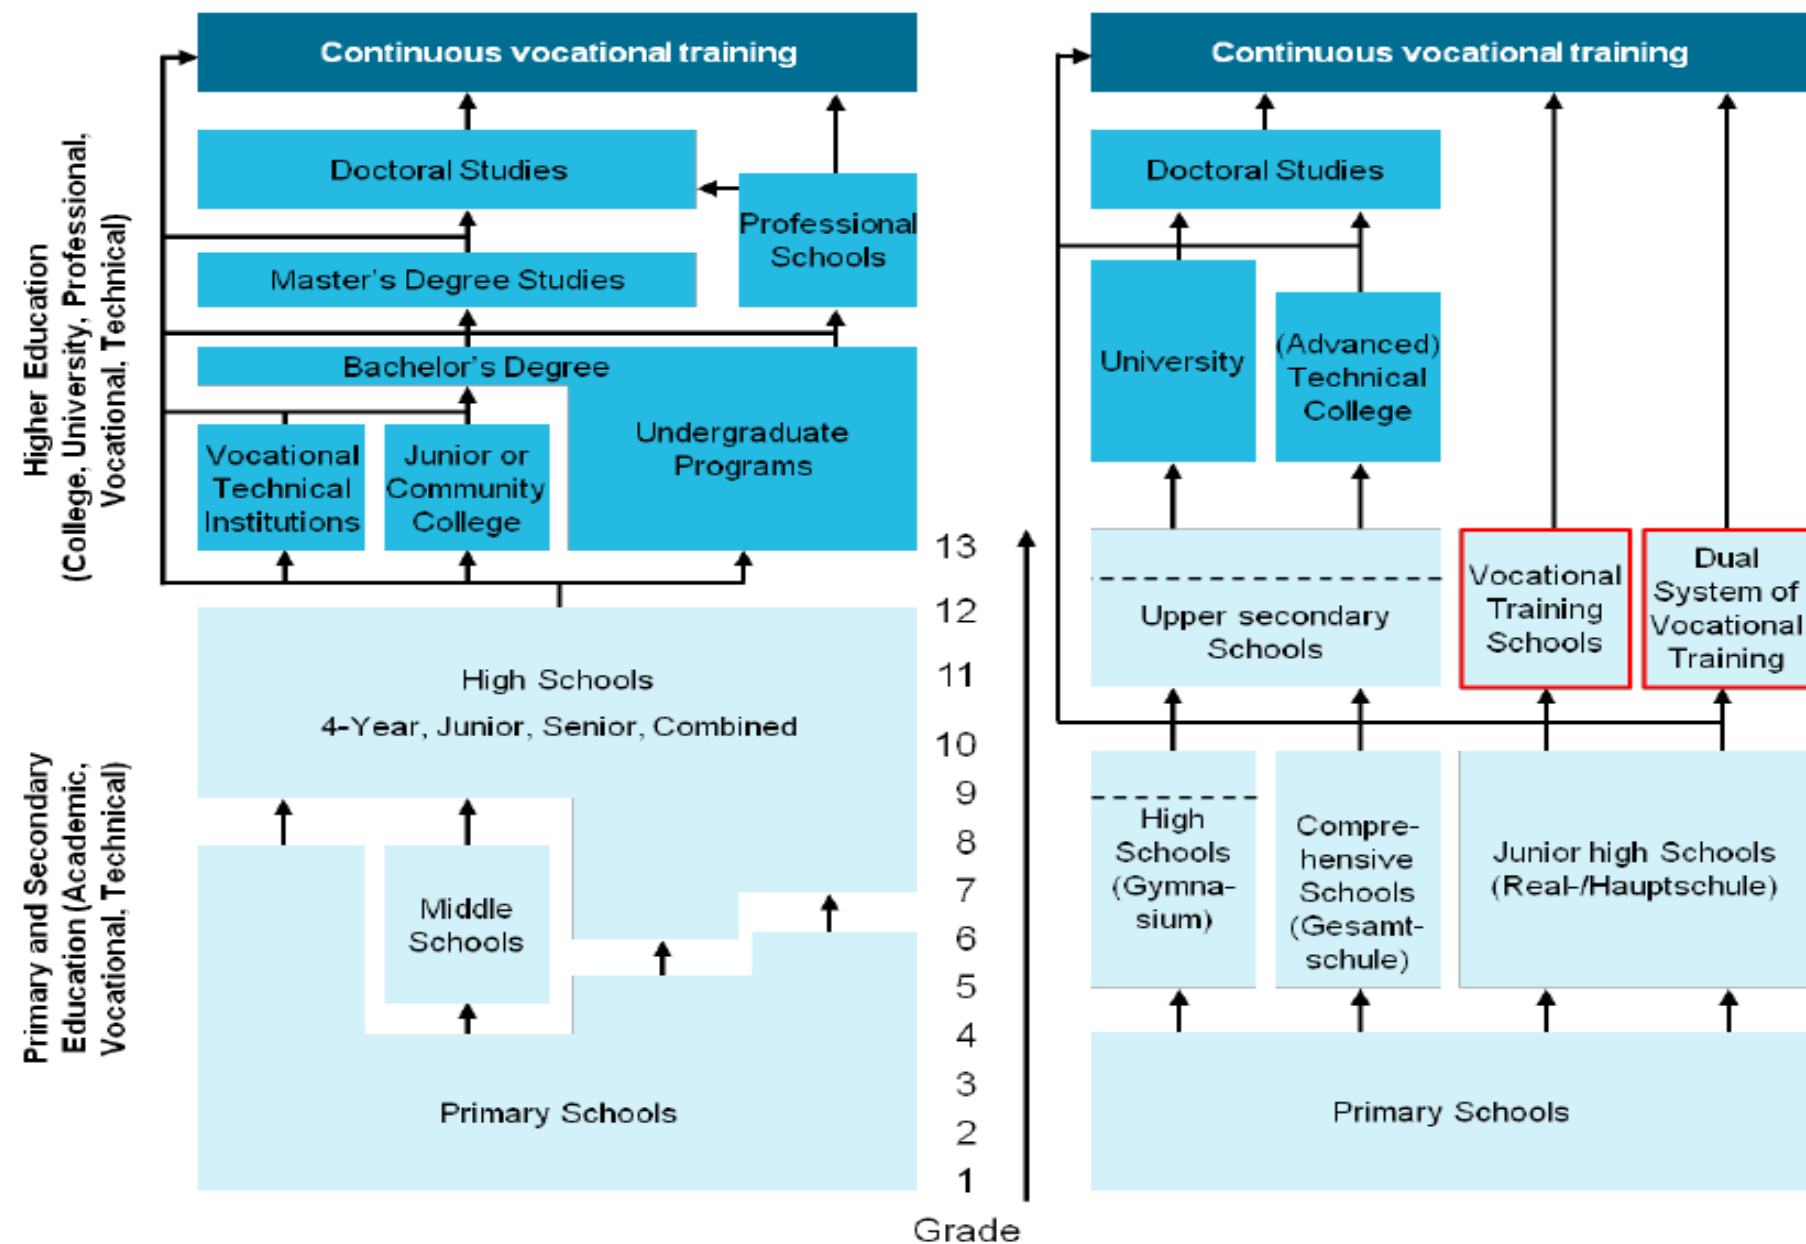 Continuous vocational training
Doctoral Studies
Professional
Schools
Master's Degree Studies
Bachelor's Degree
Undergraduate
Programs
Vocational
Technical
Institutions
Junior or
Community
College
High Schools
4-Year, Junior, Senior, Combined
Middle
Schools
Primary Schools
Higher Education
(College, University, Professional,
Vocational, Technical)
Primary and Secondary
Education (Academic,
Vocational, Technical)
13
12
11
10
9
8
7
6
5
4
3
2
1
Grade
Continuous vocational training
Doctoral Studies
University
(Advanced)
Technical
College
Upper secondary
Schools
Vocational
Training
Schools
Dual
System of
Vocational
Training
High
Schools
(Gymna-
sium)
Compre-
hensive
Schools
(Gesamt-
schule)
Junior high Schools
(Real-/Hauptschule)
Primary Schools